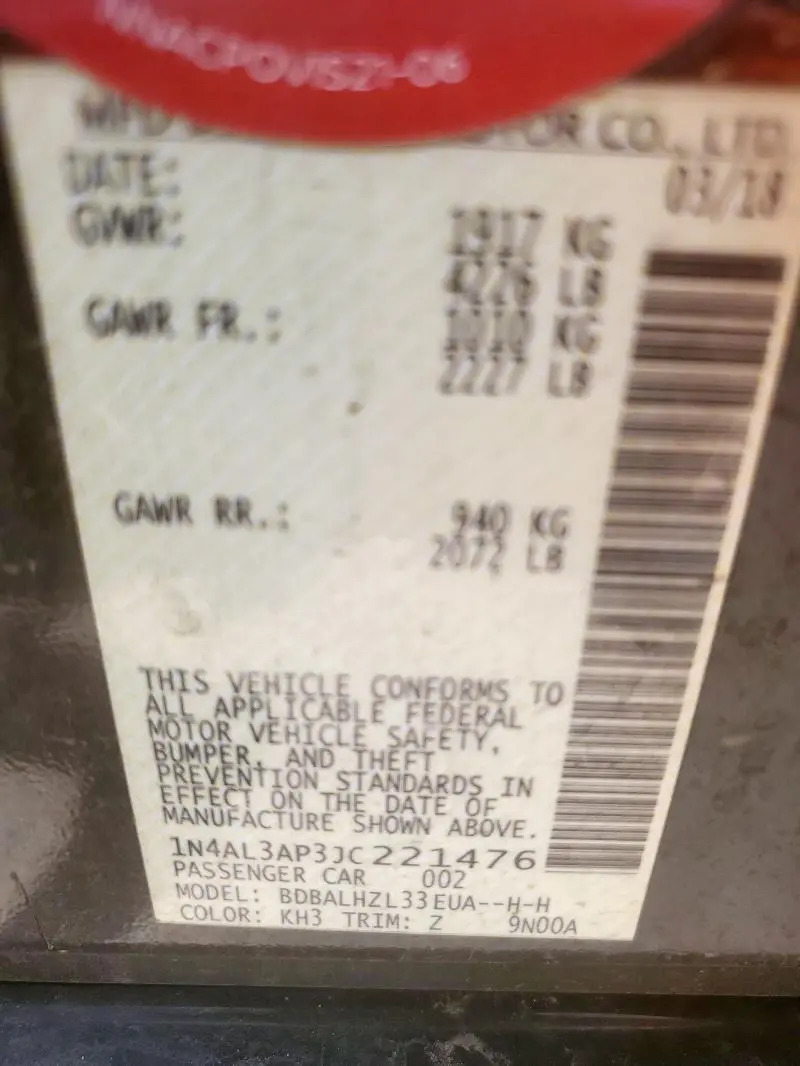 MFD OTOR CO., LTD.
DATE: 03/18
GVWR: 1917 KG
4226 LB
GAWR FR.: 1010 KG
2227 LB
GAWR RR.: 940 KG
2072 LB
THIS VEHICLE CONFORMS TO
ALL APPLICABLE FEDERAL
MOTOR VEHICLE SAFETY,
BUMPER, AND THEFT
PREVENTION STANDARDS IN
EFFECT ON THE DATE OF
MANUFACTURE SHOWN ABOVE.
1N4AL3AP3JC221476
PASSENGER CAR 002
MODEL: BDBALHZL33EUA--H-H
COLOR: KH3 TRIM: Z 9N00A